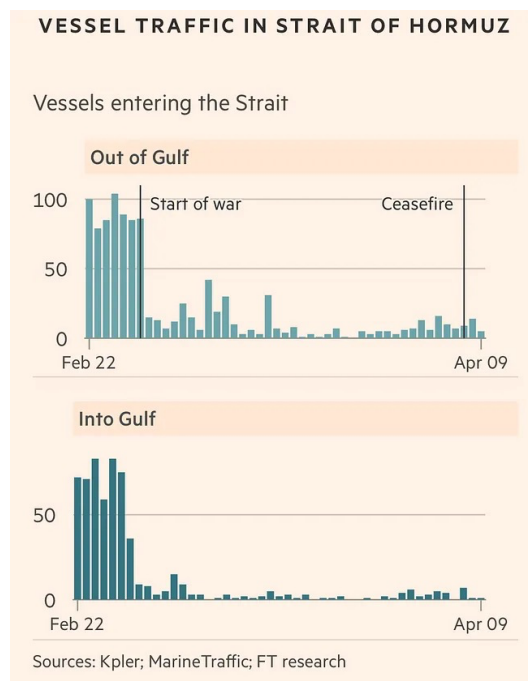 VESSEL TRAFFIC IN STRAIT OF HORMUZ
Vessels entering the Strait
Out of Gulf
100
Start of war
Ceasefire
50
0
Feb 22
Apr 09
Into Gulf
50
0
Feb 22
Apr 09
Sources: Kpler; MarineTraffic; FT research